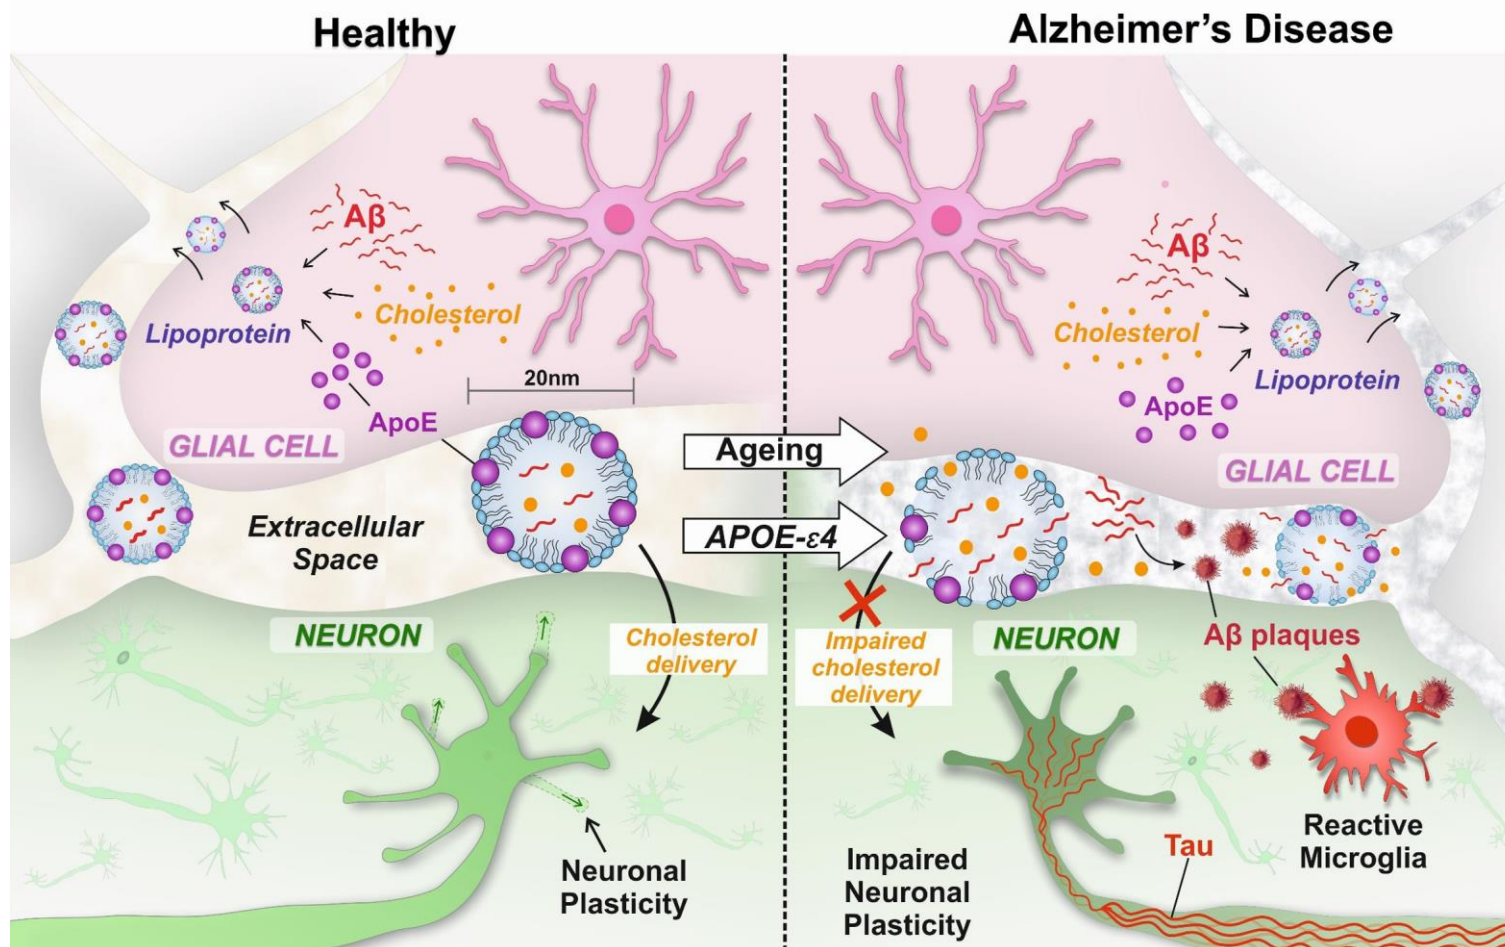 Healthy
Aβ
Cholesterol
Lipoprotein
20nm
ApoE
GLIAL CELL
Extracellular
Space
NEURON
Cholesterol
delivery
Neuronal
Plasticity
Ageing
APOE-ε4
Alzheimer's Disease
Aβ
Cholesterol
Lipoprotein
ApoE
GLIAL CELL
NEURON
Impaired
cholesterol
delivery
Aβ plaques
Reactive
Microglia
Tau
Impaired
Neuronal
Plasticity